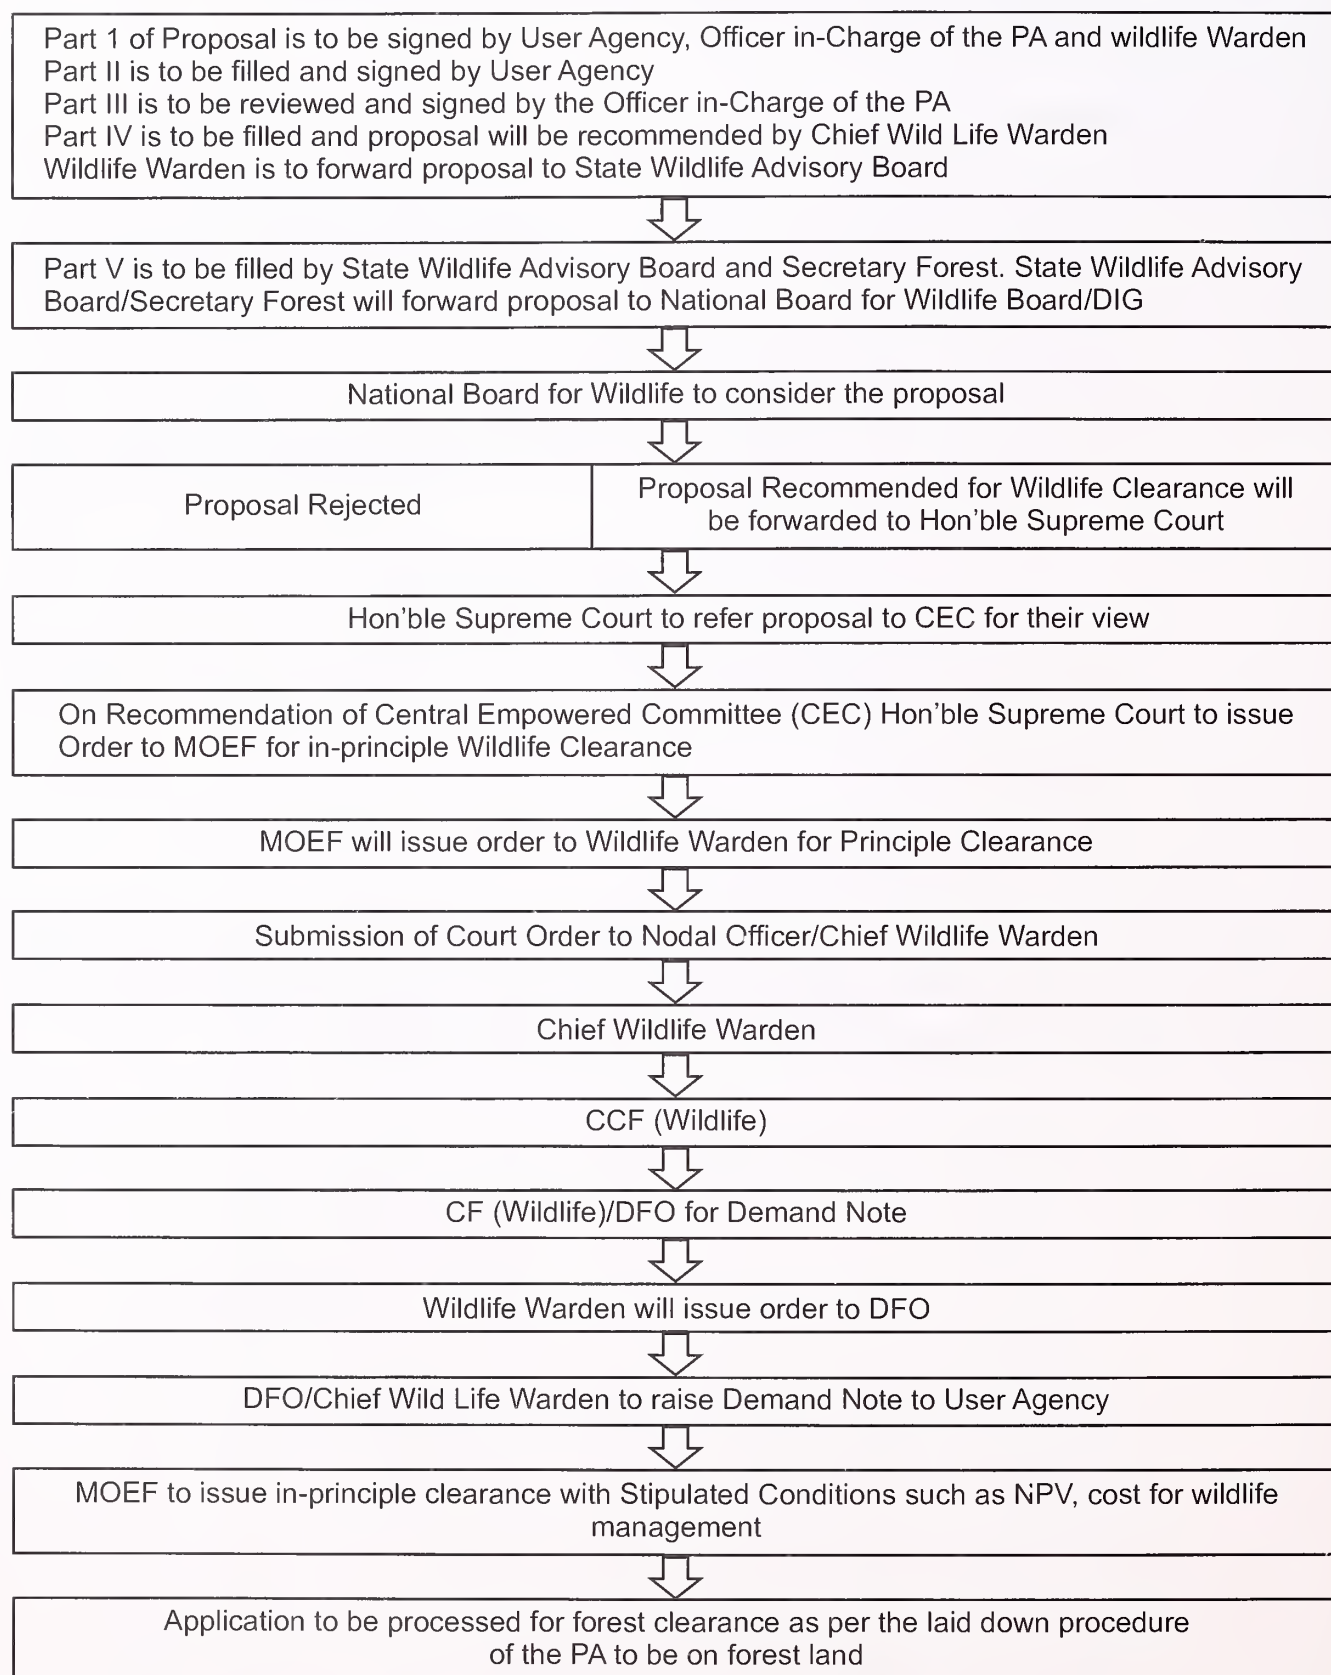 Part 1 of Proposal is to be signed by User Agency, Officer in-Charge of the PA and wildlife Warden
Part II is to be filled and signed by User Agency
Part III is to be reviewed and signed by the Officer in-Charge of the PA
Part IV is to be filled and proposal will be recommended by Chief Wild Life Warden
Wildlife Warden is to forward proposal to State Wildlife Advisory Board
Part V is to be filled by State Wildlife Advisory Board and Secretary Forest. State Wildlife Advisory
Board/Secretary Forest will forward proposal to National Board for Wildlife Board/DIG
National Board for Wildlife to consider the proposal
Proposal Rejected
Proposal Recommended for Wildlife Clearance will
be forwarded to Hon'ble Supreme Court
Hon'ble Supreme Court to refer proposal to CEC for their view
On Recommendation of Central Empowered Committee (CEC) Hon'ble Supreme Court to issue
Order to MOEF for in-principle Wildlife Clearance
MOEF will issue order to Wildlife Warden for Principle Clearance
Submission of Court Order to Nodal Officer/Chief Wildlife Warden
Chief Wildlife Warden
CCF (Wildlife)
CF (Wildlife)/DFO for Demand Note
Wildlife Warden will issue order to DFO
DFO/Chief Wild Life Warden to raise Demand Note to User Agency
MOEF to issue in-principle clearance with Stipulated Conditions such as NPV, cost for wildlife
management
Application to be processed for forest clearance as per the laid down procedure
of the PA to be on forest land